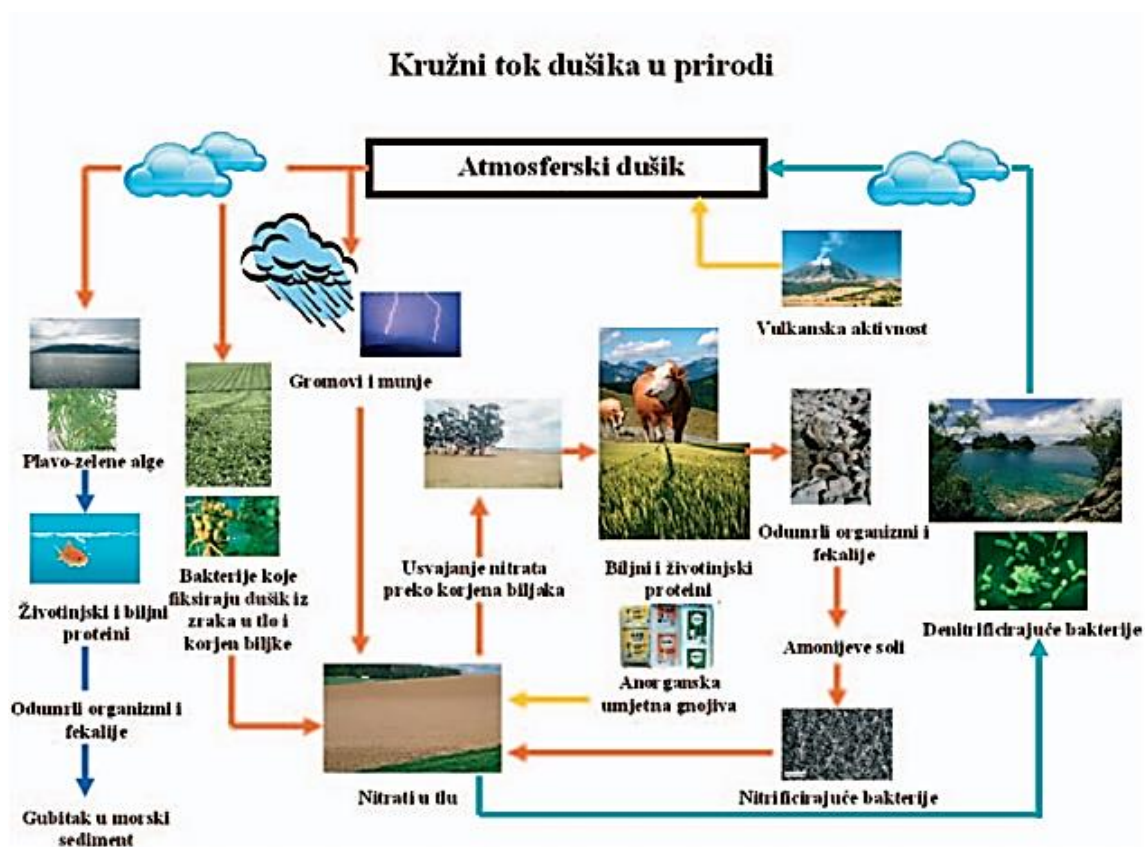 Kružni tok dušika u prirodi
Atmosferski dušik
Vulkanska aktivnost
Gromovi i munje
Plavo-zelene alge
Životinjski i biljni
proteini
Odumrli organizmi i
fekalije
Gubitak u morski
sediment
Bakterije koje
fiksiraju dušik iz
zraka u tlo i
korjen biljke
Usvajanje nitrata
preko korjena biljaka
Biljni i životinjski
proteini
Anorganska
umjetna gnojiva
Nitrati u tlu
Odumrli organizmi i
fekalije
Amonijeve soli
Nitrificirajuće bakterije
Denitrificirajuće bakterije